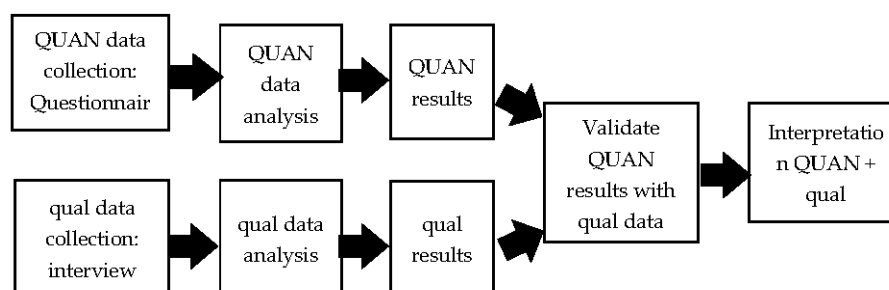 QUAN data
collection:
Questionnair
QUAN
data
analysis
QUAN
results
qual data
collection:
interview
qual data
analysis
qual
results
Validate
QUAN
results with
qual data
Interpretatio
n QUAN +
qual